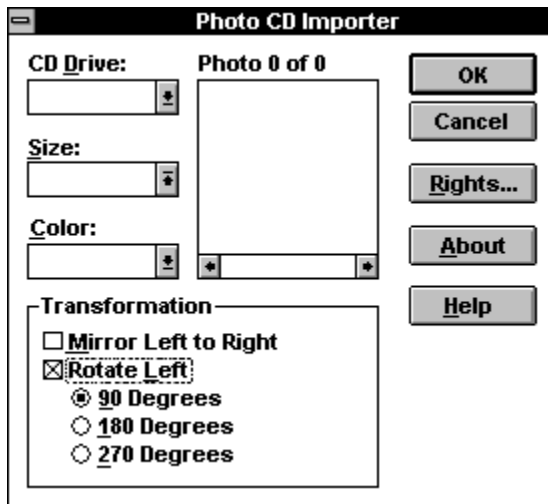 Photo CD Importer
CD Drive:
Photo 0 of 0
OK
Cancel
Size:
Rights...
Color:
About
Transformation
Help
Mirror Left to Right
Rotate Left
90 Degrees
180 Degrees
270 Degrees